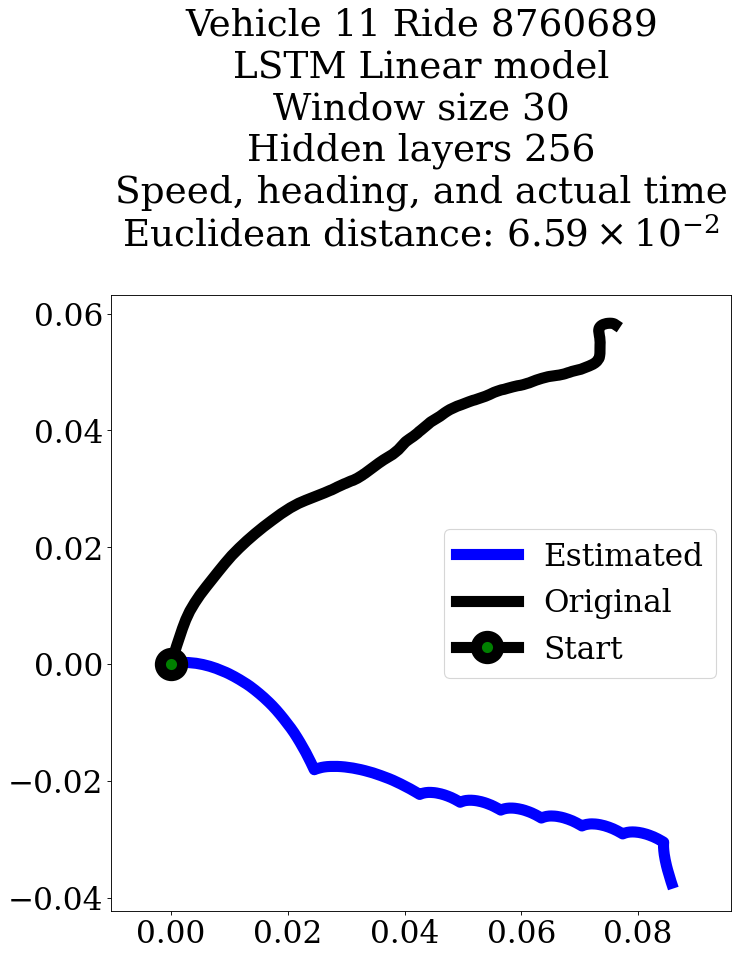 Vehicle 11 Ride 8760689
LSTM Linear model
Window size 30
Hidden layers 256
Speed, heading, and actual time
Euclidean distance: 6.59 × 10⁻²
0.06
0.04
0.02
0.00
−0.02
−0.04
Estimated
Original
Start
0.00 0.02 0.04 0.06 0.08